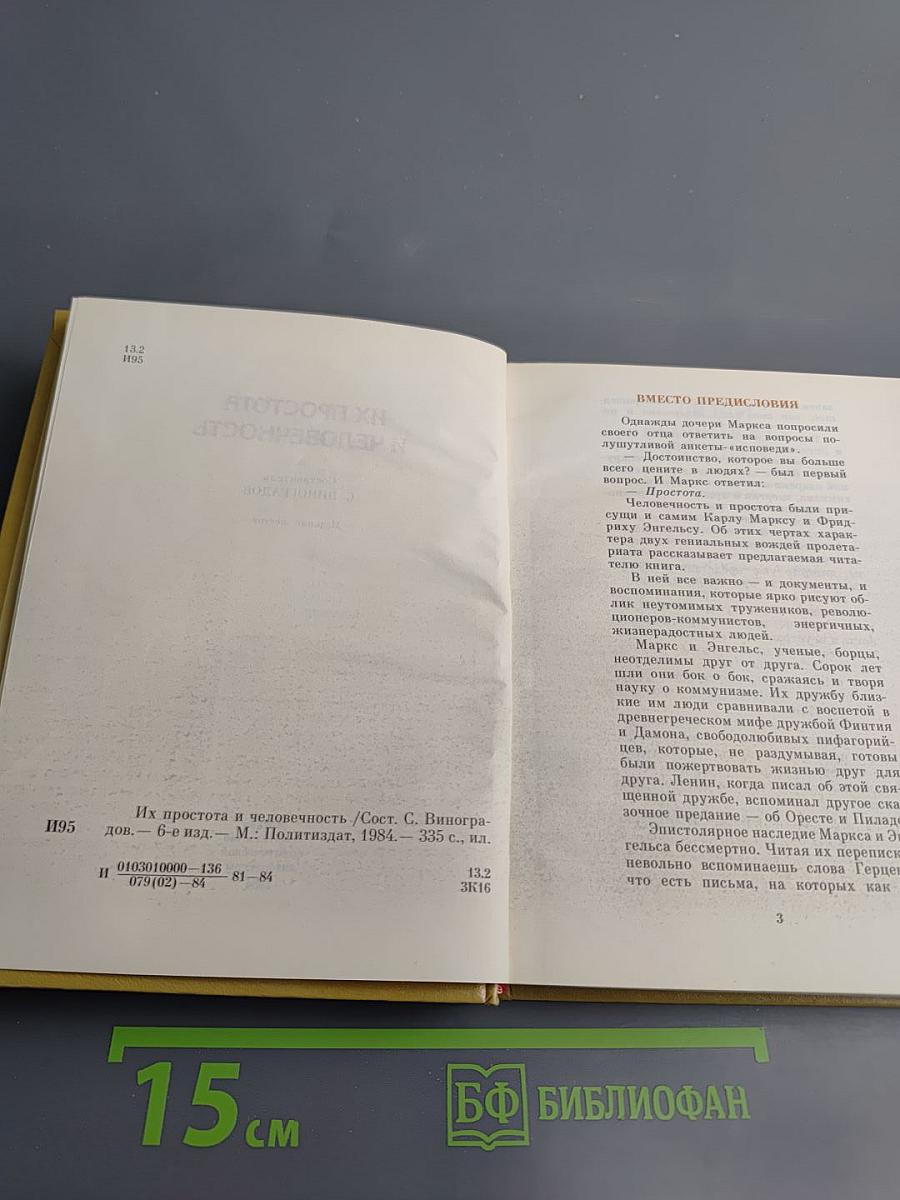 13.2
И95
Их простота и человечность /Сост. С. Виногра-
И95
дов.— 6-е изд.— М.: Политиздат, 1984.— 335 с., ил.
И 0103010000—136 81—84
079(02)—84
13.2
3К16
ВМЕСТО ПРЕДИСЛОВИЯ
Однажды дочери Маркса попросили
своего отца ответить на вопросы по-
лушутливой анкеты-«исповеди».
— Достоинство, которое вы больше
всего цените в людях? — был первый
вопрос. И Маркс ответил:
— Простота.
Человечность и простота были при-
сущи и самим Карлу Марксу и Фрид-
риху Энгельсу. Об этих чертах харак-
тера двух гениальных вождей пролета-
риата рассказывает предлагаемая чита-
телю книга.
В ней все важно — и документы, и
воспоминания, которые ярко рисуют об-
лик неутомимых тружеников, револю-
ционеров-коммунистов, энергичных,
жизнерадостных людей.
Маркс и Энгельс, ученые, борцы,
неотделимы друг от друга. Сорок лет
шли они бок о бок, сражаясь и творя
науку о коммунизме. Их дружбу близ-
кие им люди сравнивали с воспетой в
древнегреческом мифе дружбой Финтия
и Дамона, свободолюбивых пифагорий-
цев, которые, не раздумывая, готовы
были пожертвовать жизнью друг для
друга. Ленин, когда писал об этой свя-
щенной дружбе, вспоминал другое ска-
зочное предание — об Оресте и Пиладе
Эпистолярное наследие Маркса и Эн
гельса бессмертно. Читая их переписк
невольно вспоминаешь слова Герцен
что есть письма, на которых как
3
15 см
БФ БИБЛИОФАН